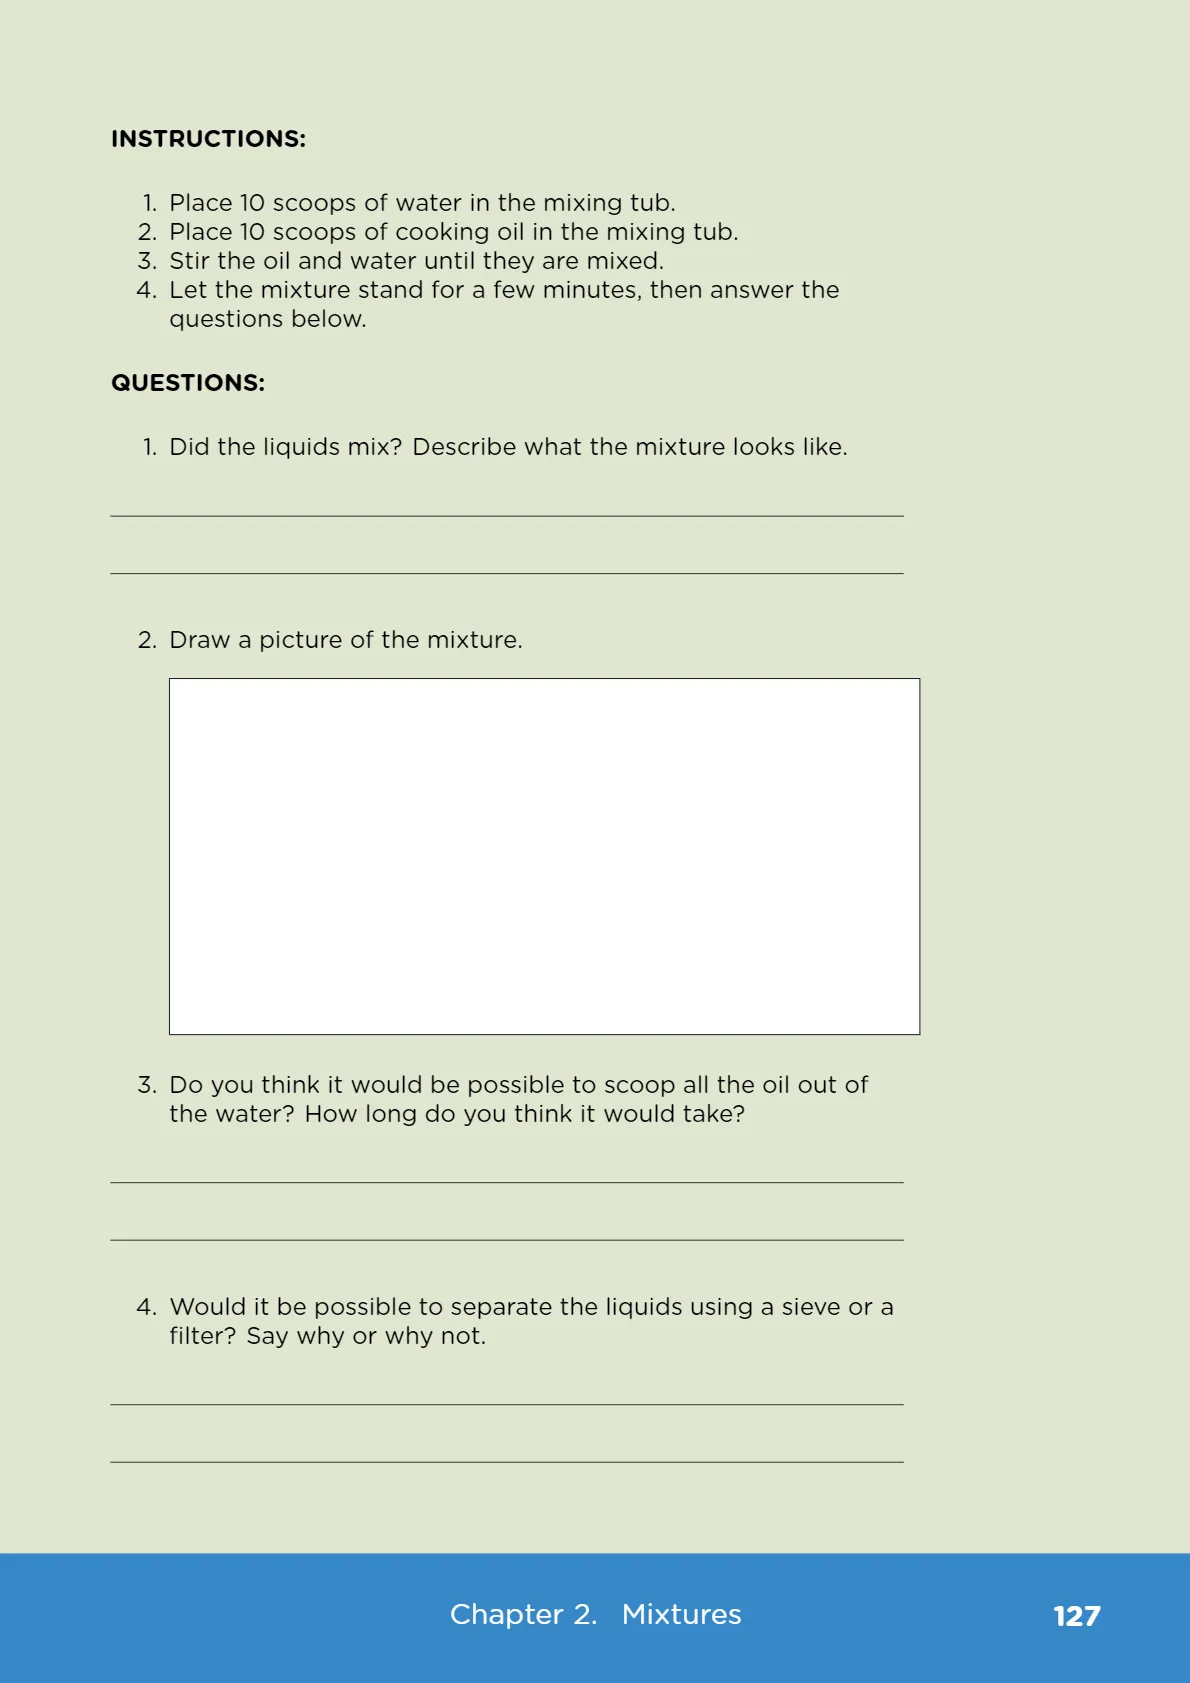 INSTRUCTIONS:
1. Place 10 scoops of water in the mixing tub.
2. Place 10 scoops of cooking oil in the mixing tub.
3. Stir the oil and water until they are mixed.
4. Let the mixture stand for a few minutes, then answer the
questions below.
QUESTIONS:
1. Did the liquids mix? Describe what the mixture looks like.
2. Draw a picture of the mixture.
3. Do you think it would be possible to scoop all the oil out of
the water? How long do you think it would take?
4. Would it be possible to separate the liquids using a sieve or a
filter? Say why or why not.
Chapter 2. Mixtures 127